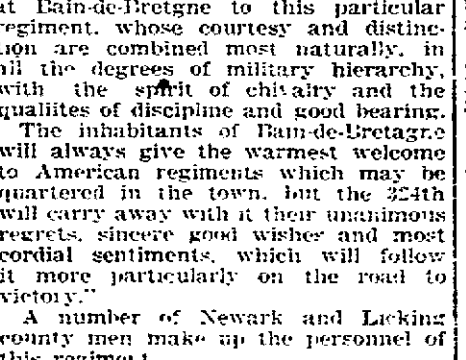 at Bain-de-Bretgne to this particular
regiment, whose courtesy and distinc-
tion are combined most naturally, in
all the degrees of military hierarchy,
with the spirit of chivalry and the
qualiites of discipline and good bearing.
The inhabitants of Bain-de-Bretagne
will always give the warmest welcome
to American regiments which may be
quartered in the town, but the 324th
will carry away with it their unanimous
regrets, sincere good wishes and most
cordial sentiments, which will follow
it more particularly on the road to
victory."
A number of Newark and Licking
county men make up the personnel of
this regiment.